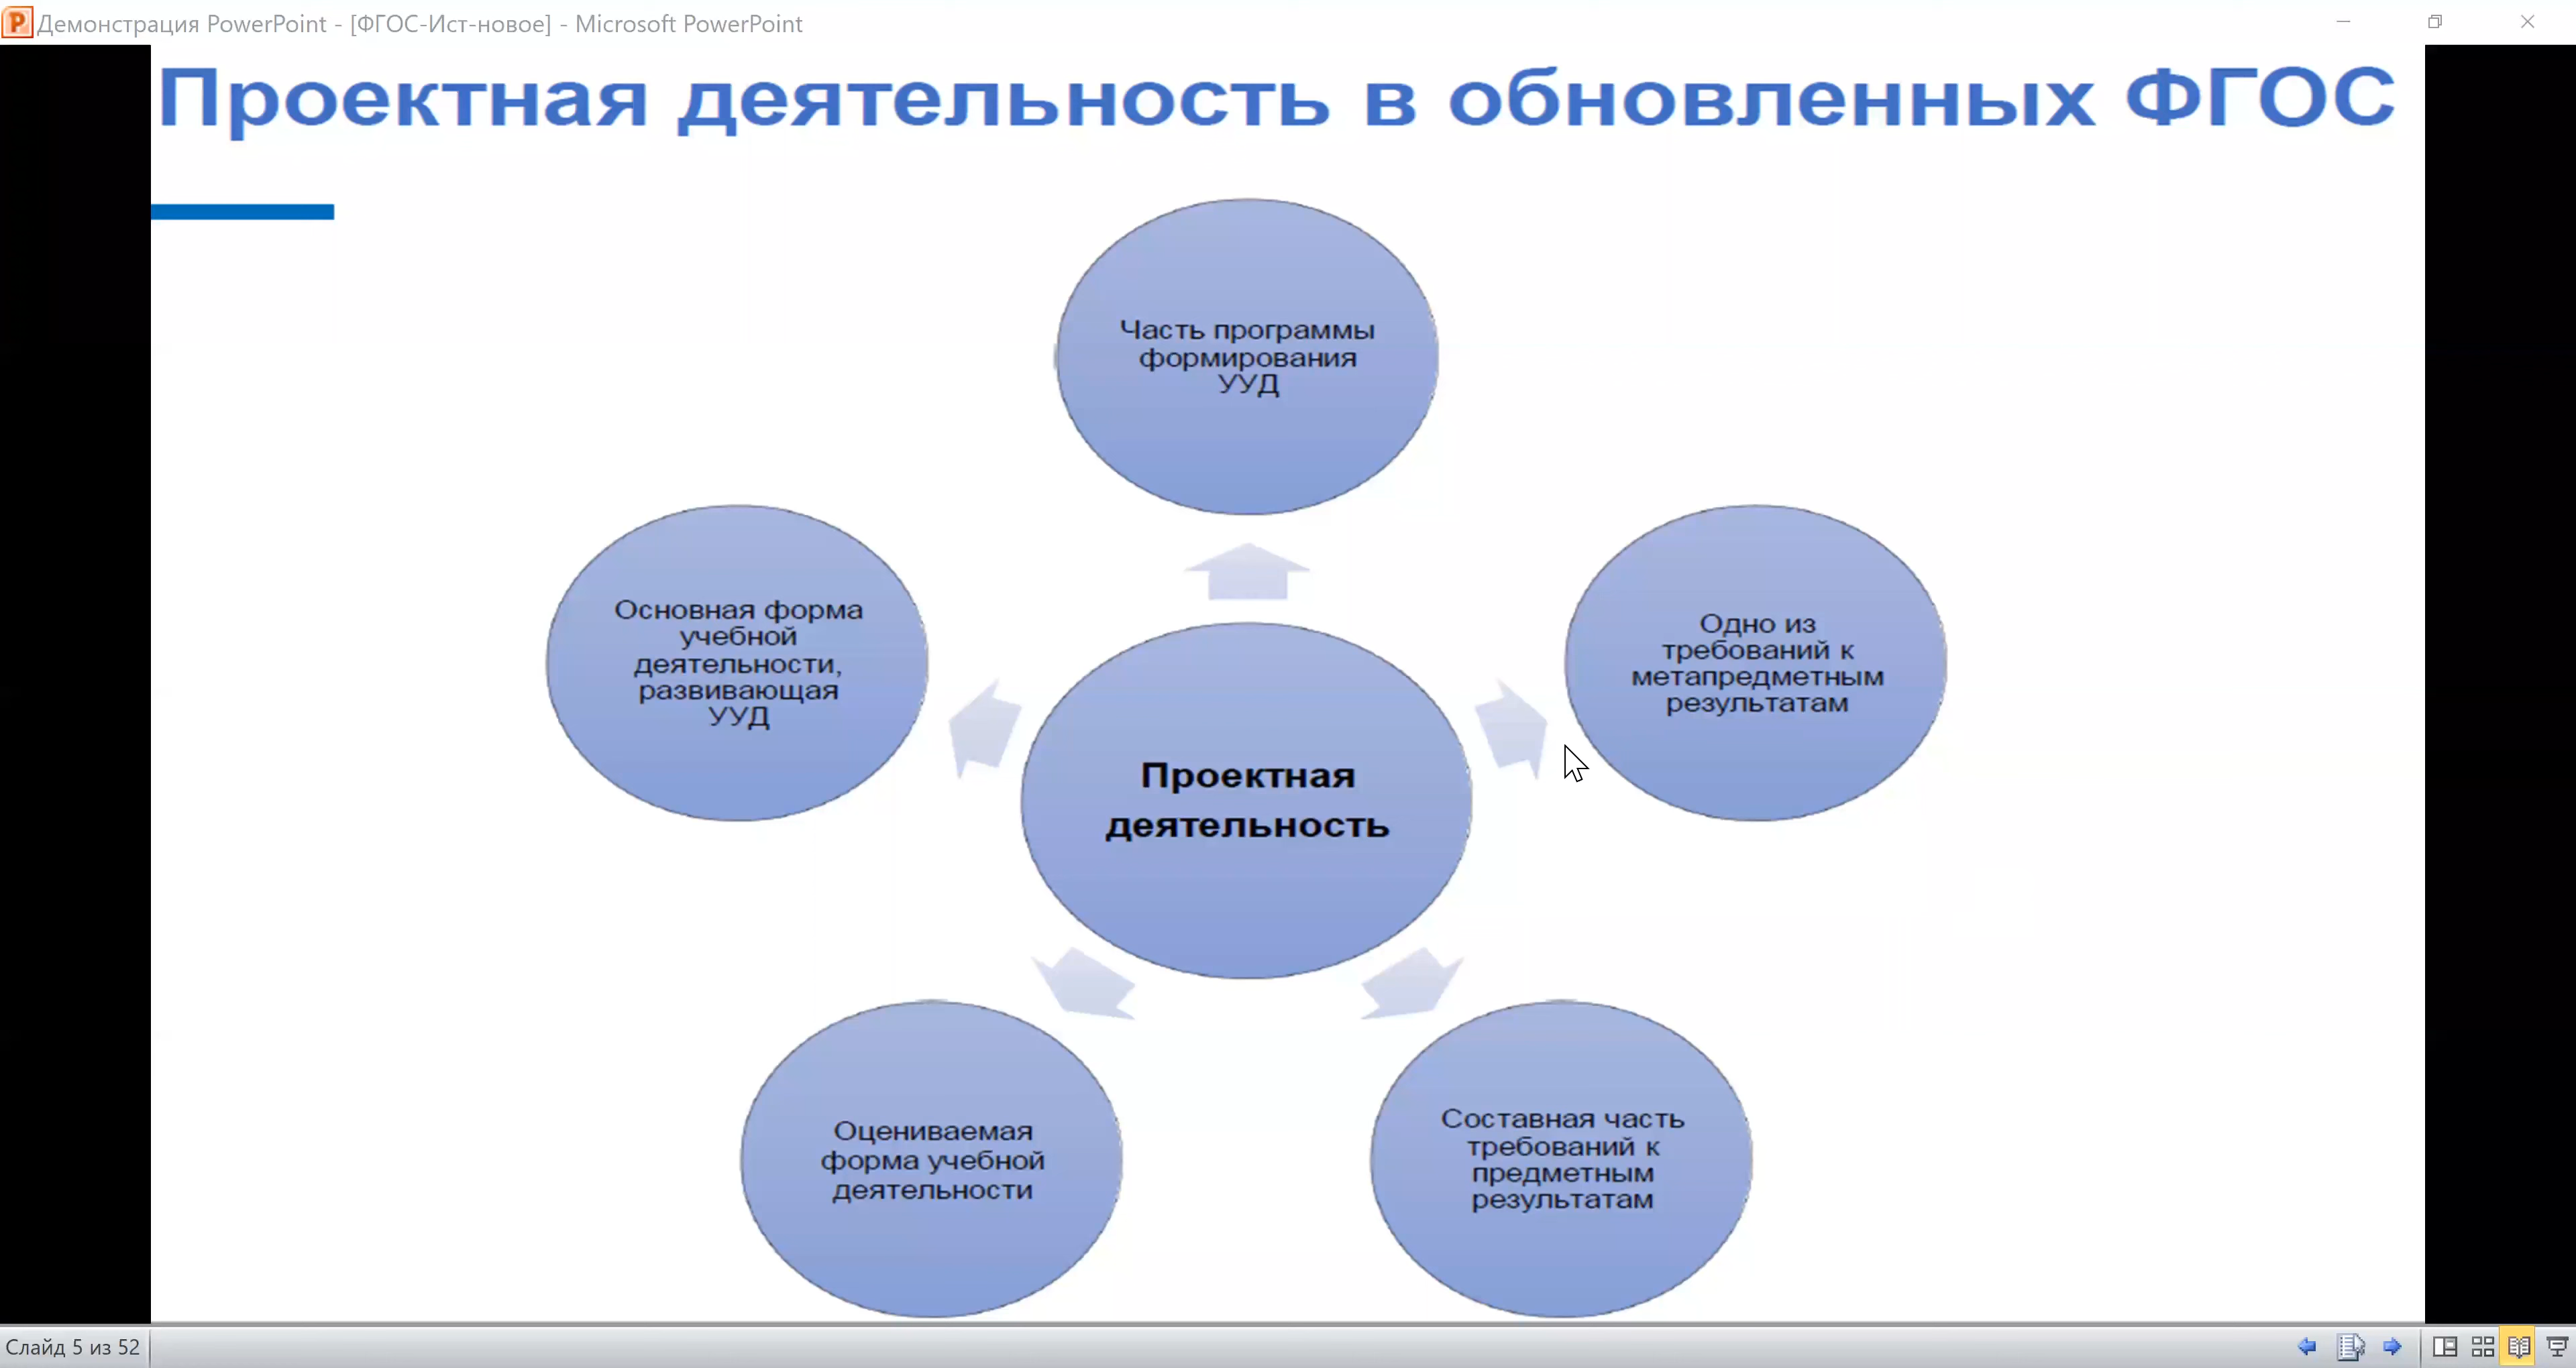 Демонстрация PowerPoint - [ФГОС-Ист-новое] - Microsoft PowerPoint
Проектная деятельность в обновленных ФГОС
Часть программы
формирования
УУД
Основная форма
учебной
деятельности,
развивающая
УУД
Одно из
требований к
метапредметным
результатам
Проектная
деятельность
Оцениваемая
форма учебной
деятельности
Составная часть
требований к
предметным
результатам
Слайд 5 из 52